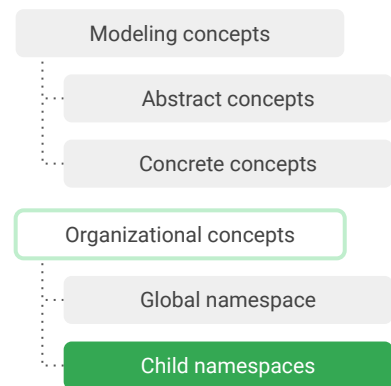 Modeling concepts
Abstract concepts
Concrete concepts
Organizational concepts
Global namespace
Child namespaces